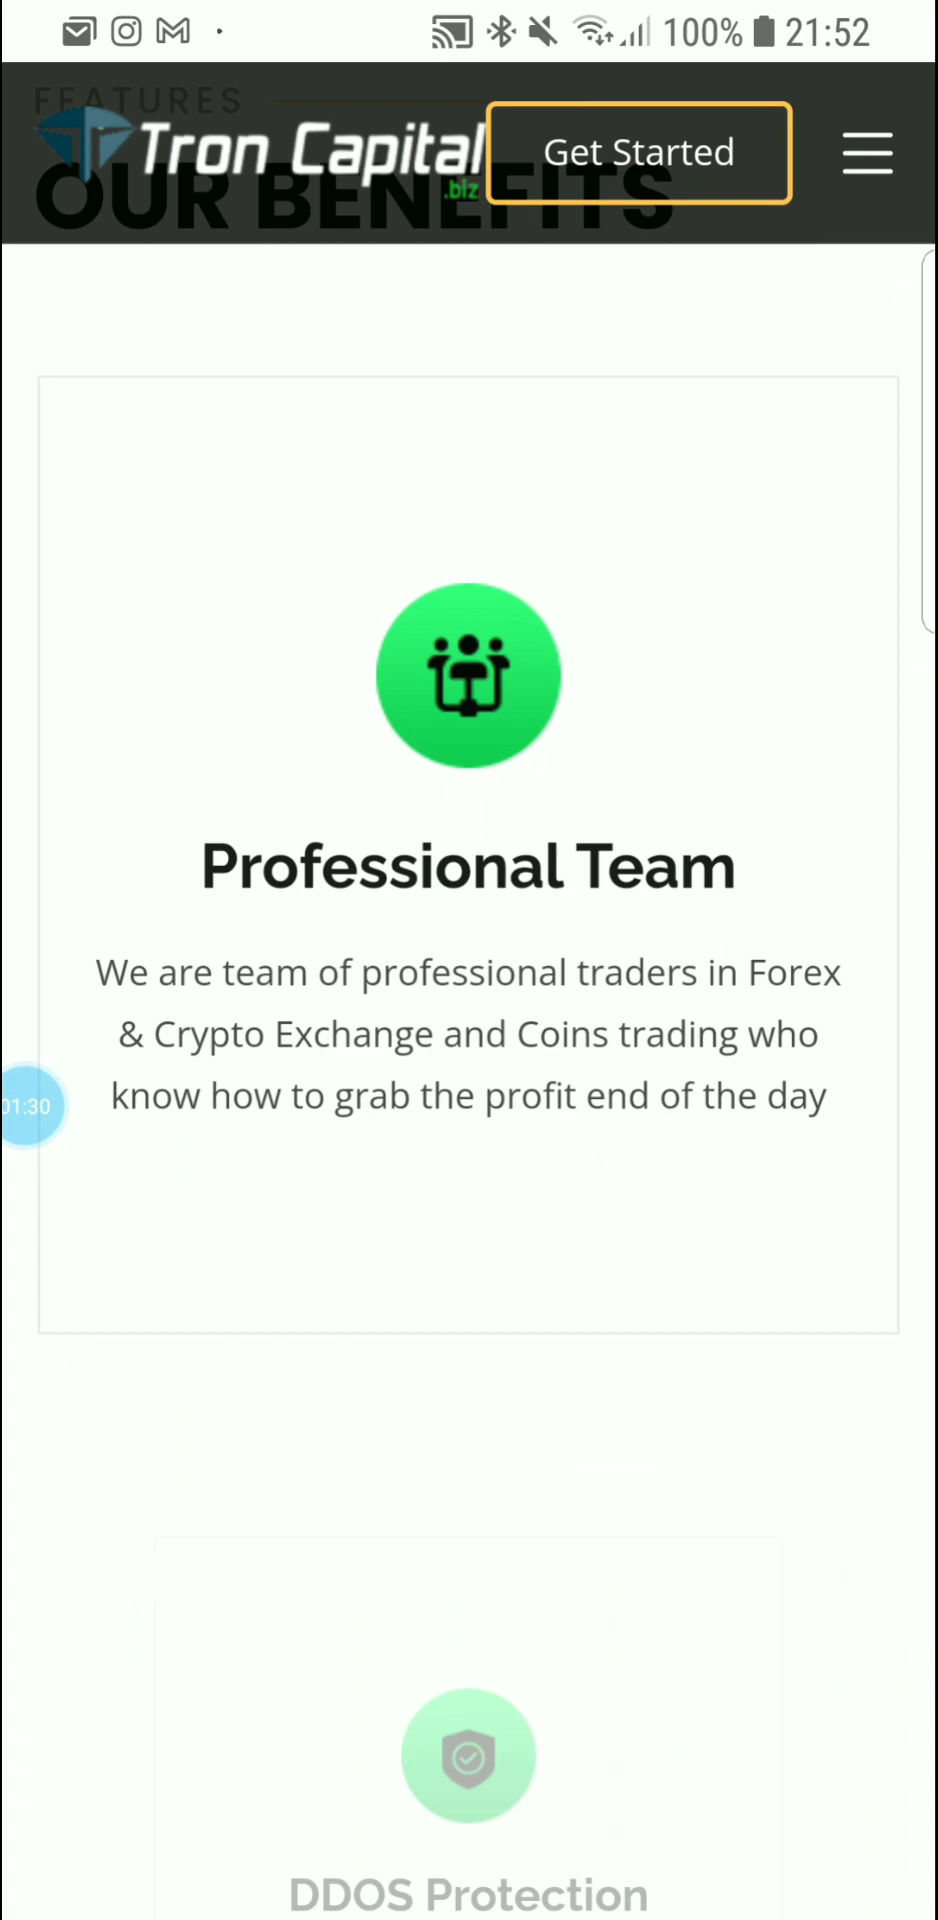 100% 21:52
FEATURES
Tron Capital
.biz
Get Started
OUR BENEFITS
Professional Team
We are team of professional traders in Forex
& Crypto Exchange and Coins trading who
know how to grab the profit end of the day
01:30
DDOS Protection